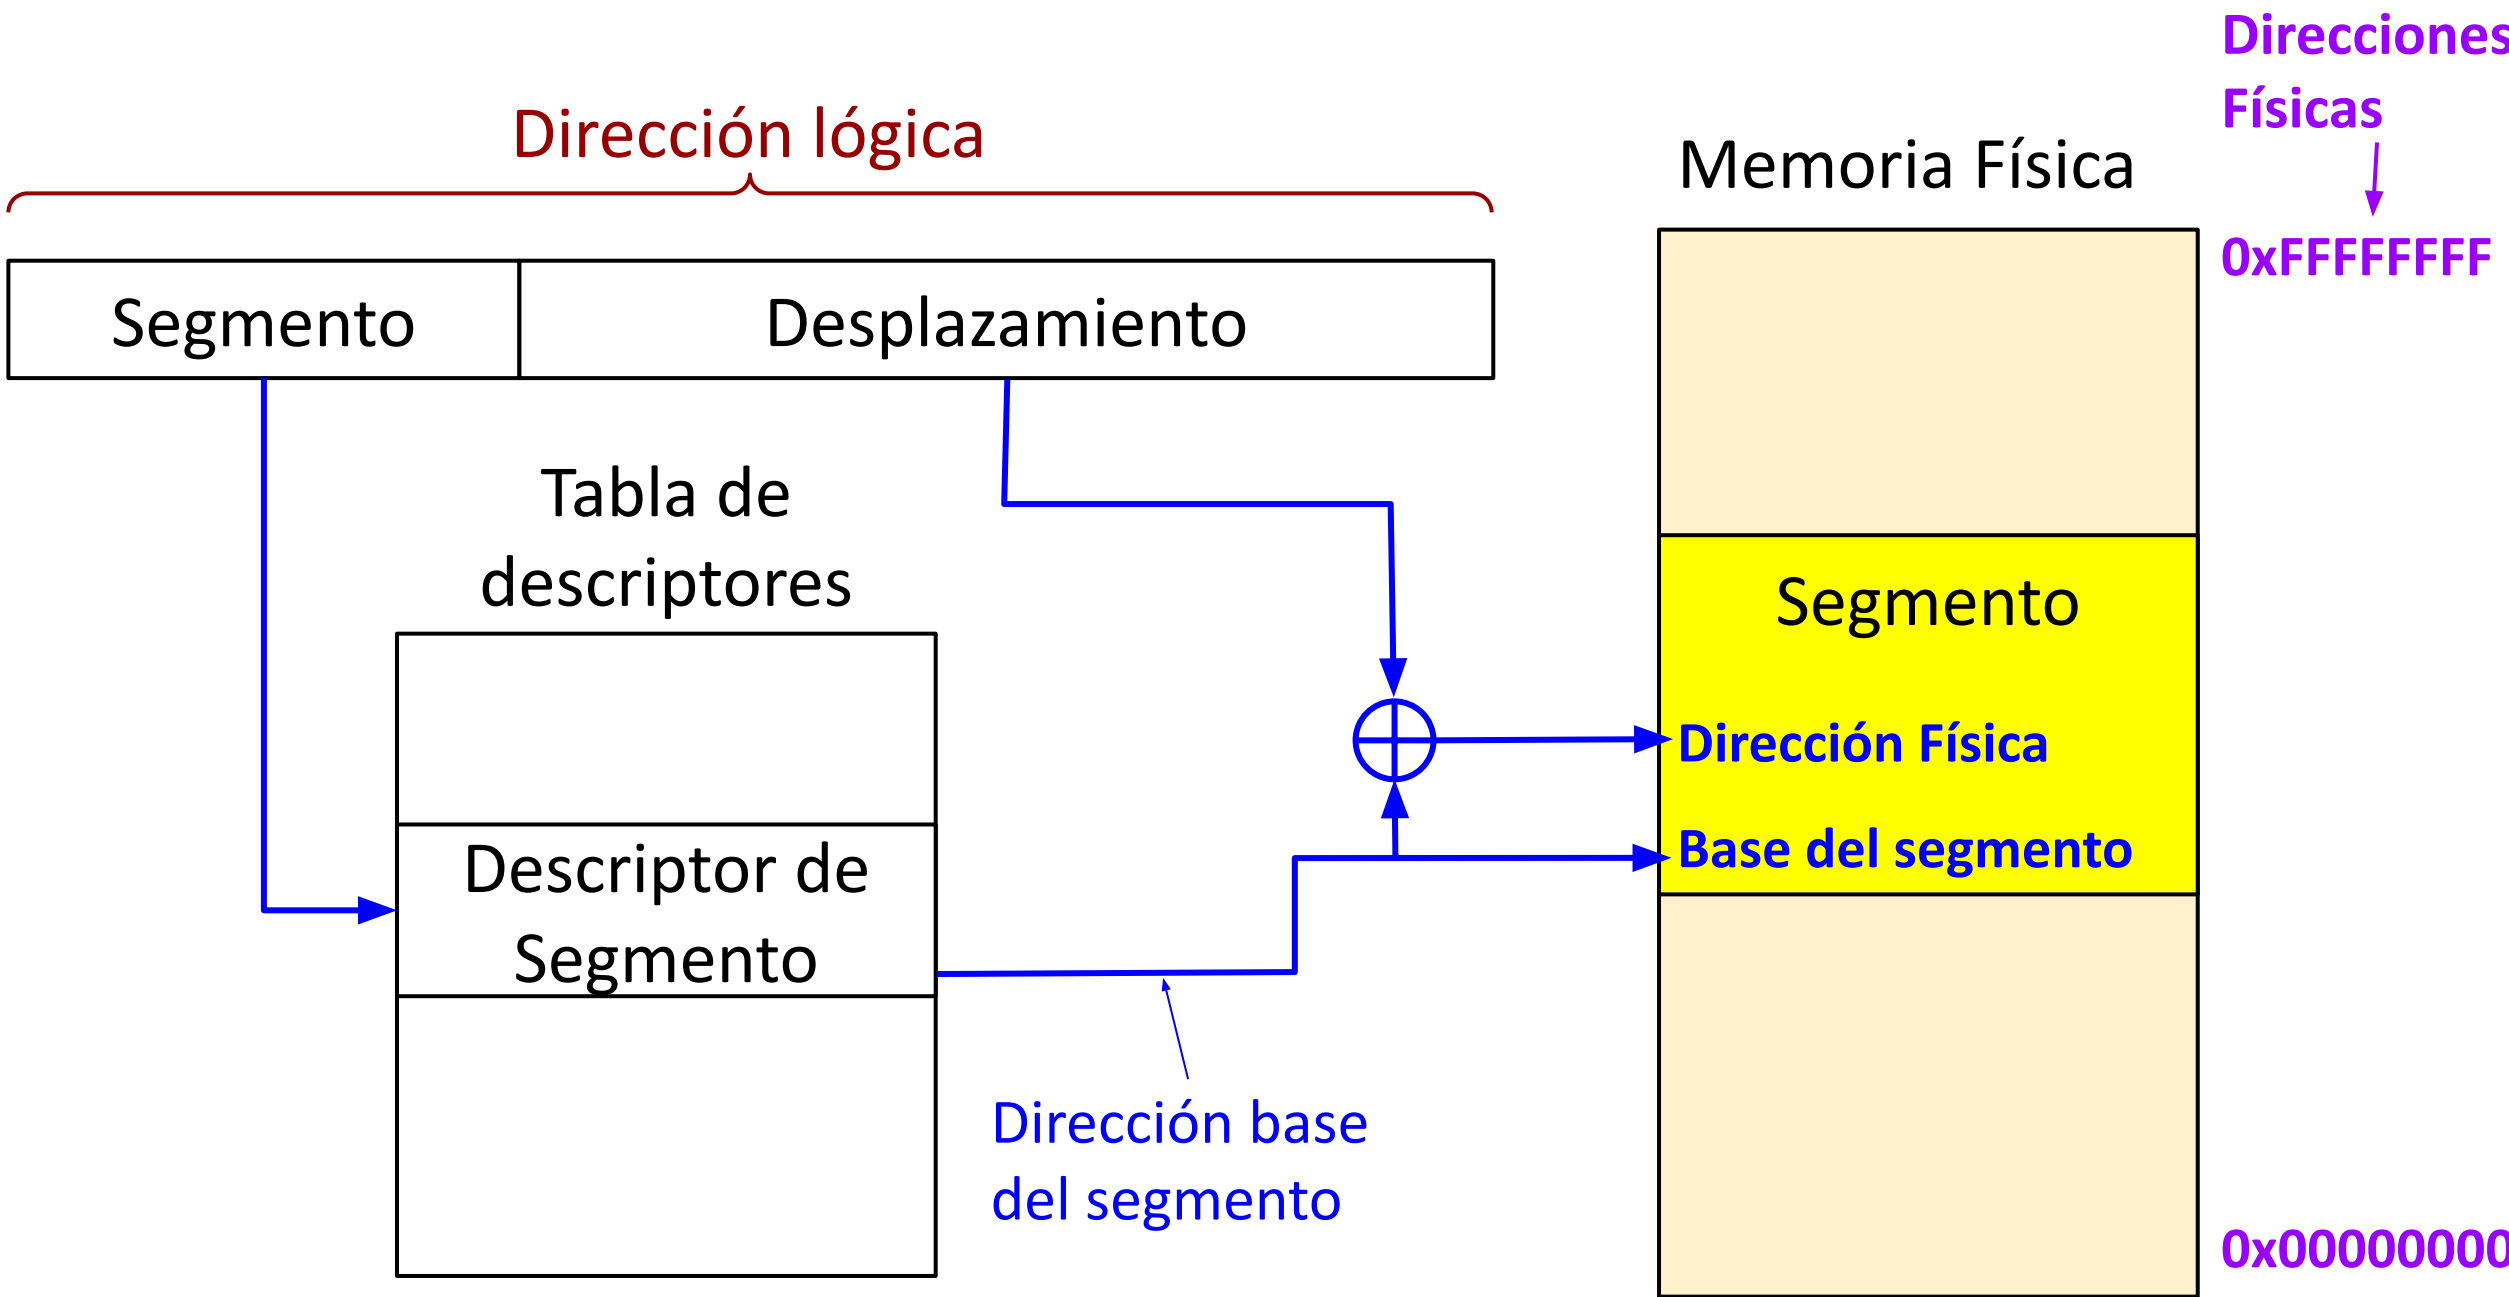 Direcciones
Físicas
Dirección lógica
Memoria Física
0xFFFFFFFF
Segmento
Desplazamiento
Tabla de
descriptores
Segmento
Dirección Física
Base del segmento
Descriptor de
Segmento
Dirección base
del segmento
0x00000000